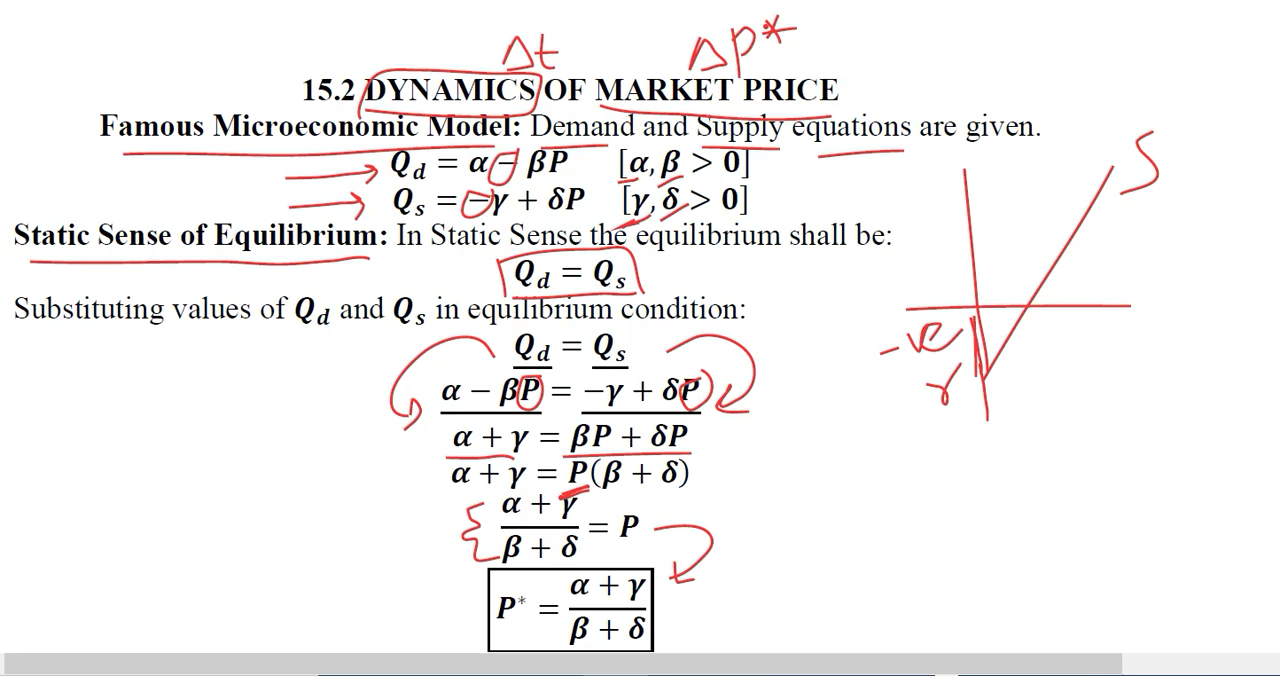 Δt ΔP*
15.2 DYNAMICS OF MARKET PRICE
Famous Microeconomic Model: Demand and Supply equations are given.
Q_d = α − βP [α, β > 0]
Q_s = −γ + δP [γ, δ > 0]
S
Static Sense of Equilibrium: In Static Sense the equilibrium shall be:
Q_d = Q_s
Substituting values of Q_d and Q_s in equilibrium condition:
Q_d = Q_s
-ve
α − βP = −γ + δP
γ
α + γ = βP + δP
α + γ = P(β + δ)
(α + γ)/(β + δ) = P
P* = (α + γ)/(β + δ)